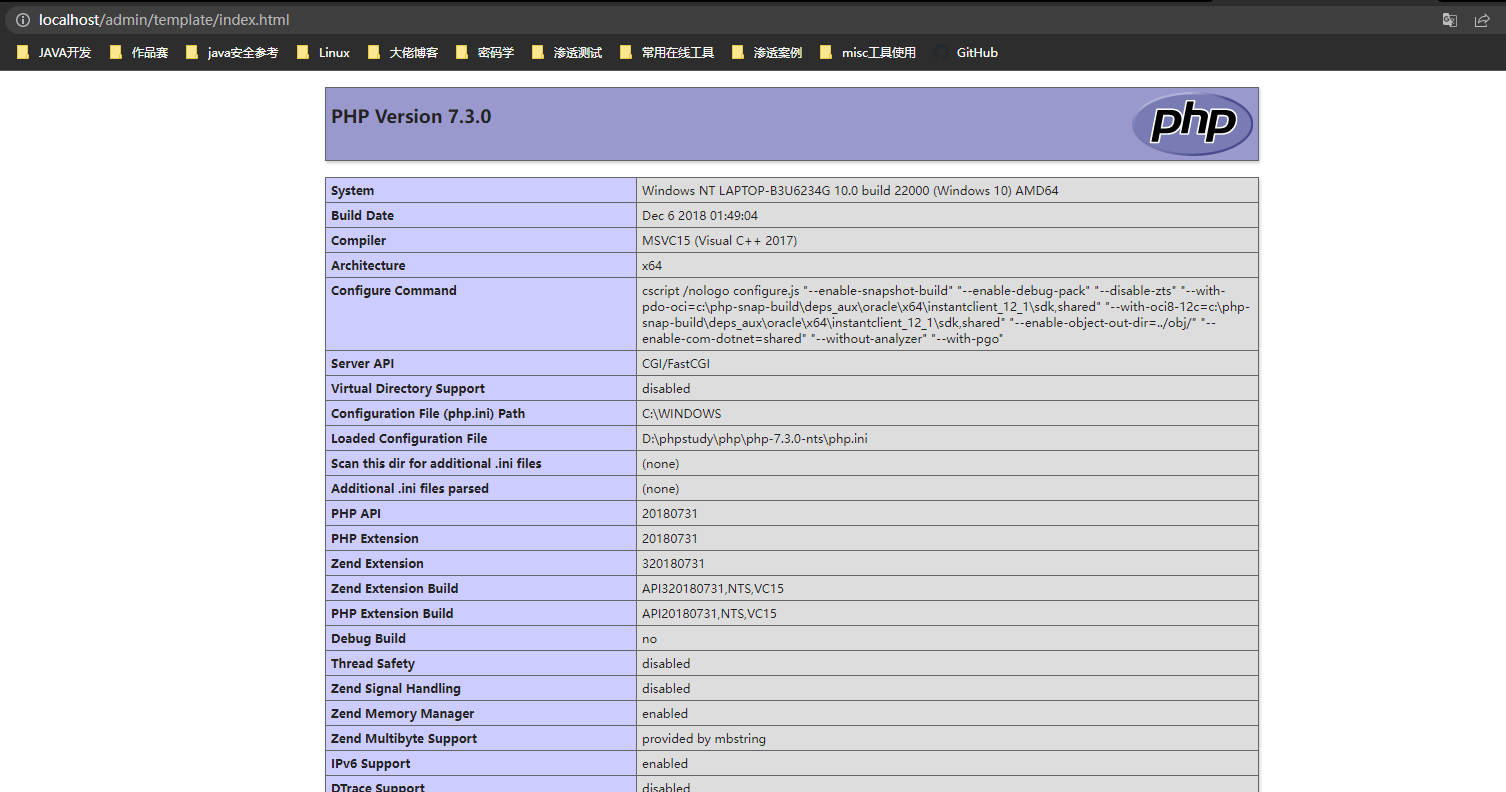 localhost/admin/template/index.html
JAVA开发 作品赛 java安全参考 Linux 大佬博客 密码学 渗透测试 常用在线工具 渗透案例 misc工具使用 GitHub
PHP Version 7.3.0
php
System Windows NT LAPTOP-B3U6234G 10.0 build 22000 (Windows 10) AMD64
Build Date Dec 6 2018 01:49:04
Compiler MSVC15 (Visual C++ 2017)
Architecture x64
Configure Command cscript /nologo configure.js "--enable-snapshot-build" "--enable-debug-pack" "--disable-zts" "--with-
pdo-oci=c:\php-snap-build\deps_aux\oracle\x64\instantclient_12_1\sdk,shared" "--with-oci8-12c=c:\php-
snap-build\deps_aux\oracle\x64\instantclient_12_1\sdk,shared" "--enable-object-out-dir=../obj/" "--
enable-com-dotnet=shared" "--without-analyzer" "--with-pgo"
Server API CGI/FastCGI
Virtual Directory Support disabled
Configuration File (php.ini) Path C:\WINDOWS
Loaded Configuration File D:\phpstudy\php\php-7.3.0-nts\php.ini
Scan this dir for additional .ini files (none)
Additional .ini files parsed (none)
PHP API 20180731
PHP Extension 20180731
Zend Extension 320180731
Zend Extension Build API320180731,NTS,VC15
PHP Extension Build API20180731,NTS,VC15
Debug Build no
Thread Safety disabled
Zend Signal Handling disabled
Zend Memory Manager enabled
Zend Multibyte Support provided by mbstring
IPv6 Support enabled
DTrace Support disabled